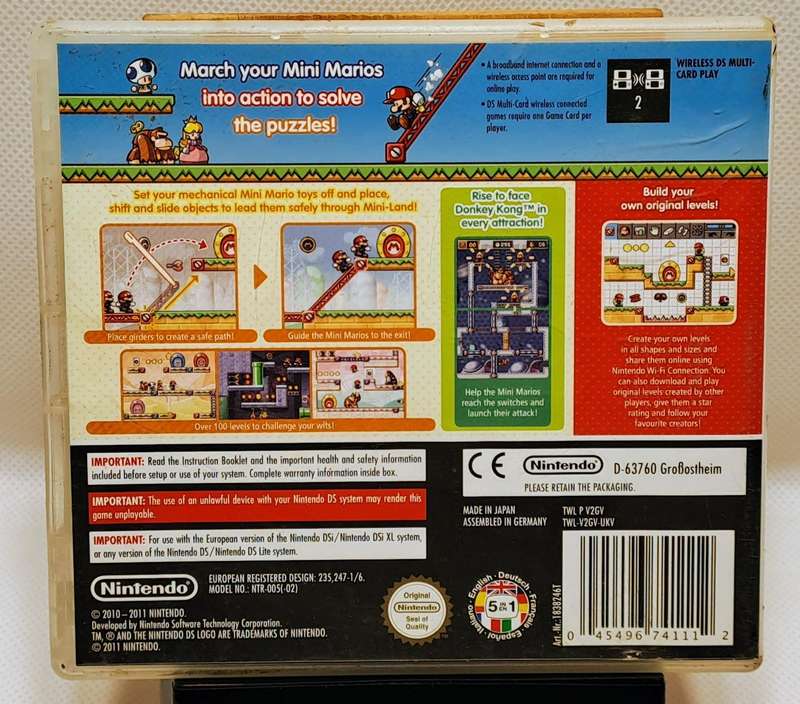 March your Mini Marios
into action to solve
the puzzles!
• A broadband internet connection and a
wireless access point are required for
online play.
• DS Multi-Card wireless connected
games require one Game Card per
player.
2
WIRELESS DS MULTI-
CARD PLAY
Set your mechanical Mini Mario toys off and place,
shift and slide objects to lead them safely through Mini-Land!
Place girders to create a safe path!
Guide the Mini Marios to the exit!
Over 100 levels to challenge your wits!
Rise to face
Donkey Kong™ in
every attraction!
Help the Mini Marios
reach the switches and
launch their attack!
Build your
own original levels!
Create your own levels
in all shapes and sizes and
share them online using
Nintendo Wi-Fi Connection. You
can also download and play
original levels created by other
players, give them a star
rating and follow your
favourite creators!
IMPORTANT: Read the Instruction Booklet and the important health and safety information
included before setup or use of your system. Complete warranty information inside box.
IMPORTANT: The use of an unlawful device with your Nintendo DS system may render this
game unplayable.
IMPORTANT: For use with the European version of the Nintendo DSi/Nintendo DSi XL system,
or any version of the Nintendo DS/Nintendo DS Lite system.
CE Nintendo D-63760 Großostheim
PLEASE RETAIN THE PACKAGING.
MADE IN JAPAN
ASSEMBLED IN GERMANY
TWL P V2GV
TWL-V2GV-UKV
Nintendo
EUROPEAN REGISTERED DESIGN: 235,247-1/6.
MODEL NO.: NTR-005(-02)
© 2010–2011 NINTENDO.
Developed by Nintendo Software Technology Corporation.
TM, ® AND THE NINTENDO DS LOGO ARE TRADEMARKS OF NINTENDO.
© 2011 NINTENDO.
Original
Nintendo
Seal of
Quality
English · Deutsch · Français · Español · Italiano
5 IN EN 1
Art.-Nr. 1838246T
0 45496 74111 2